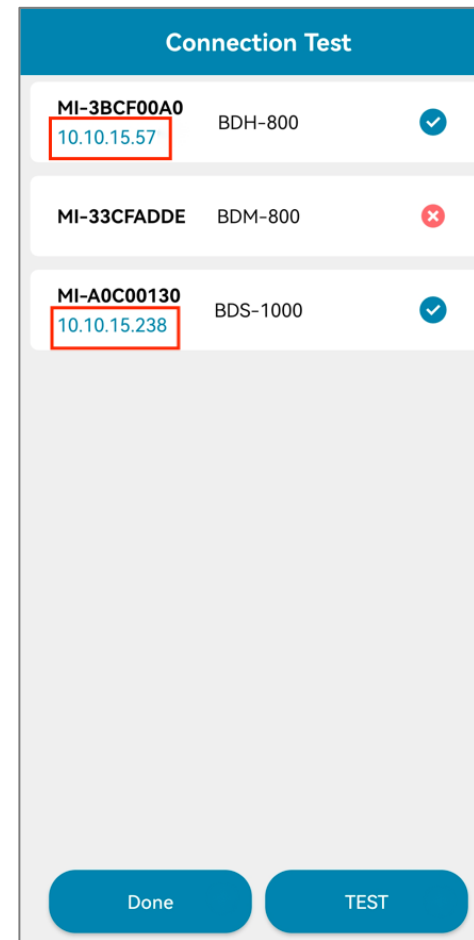 Connection Test
MI-3BCF00A0
BDH-800
10.10.15.57
MI-33CFADDE BDM-800
MI-A0C00130
BDS-1000
10.10.15.238
Done TEST